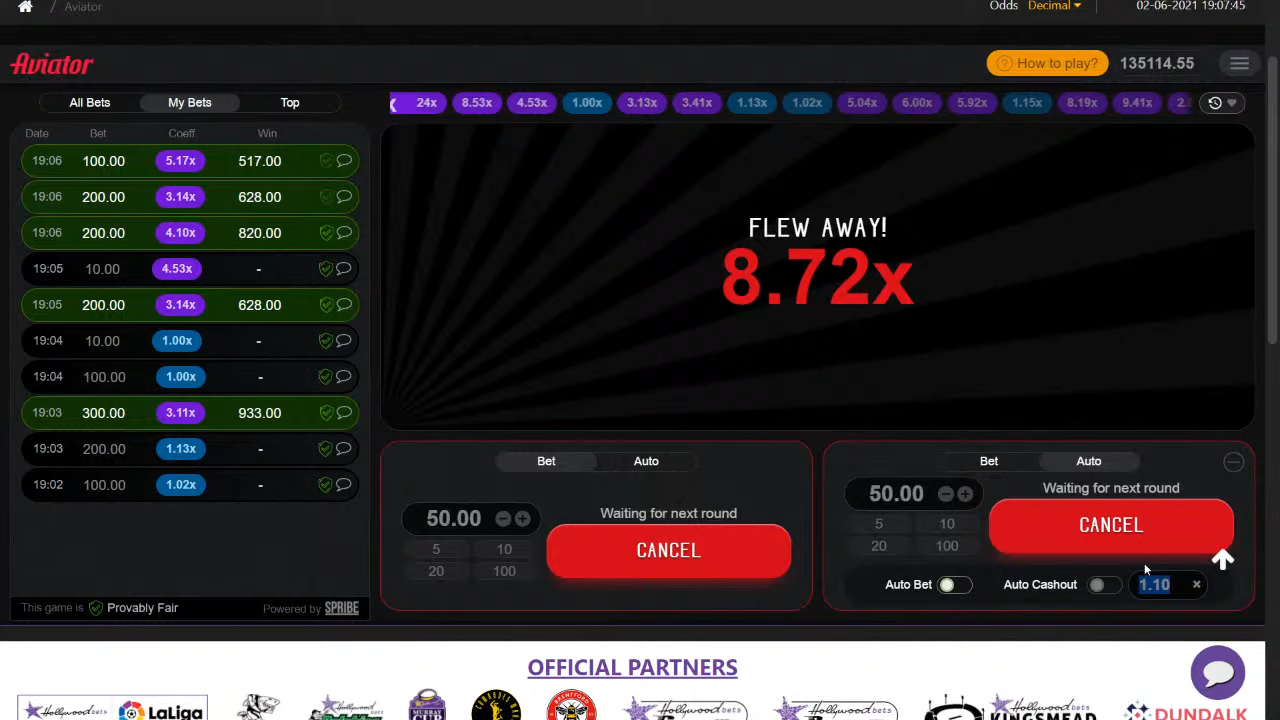 / Aviator
Odds Decimal
02-06-2021 19:07:45
Aviator
? How to play?
135114.55
All Bets My Bets Top
24x 8.53x 4.53x 1.00x 3.13x 3.41x 1.13x 1.02x 5.04x 6.00x 5.92x 1.15x 8.19x 9.41x
Date Bet Coeff Win
19:06 100.00 5.17x 517.00
19:06 200.00 3.14x 628.00
19:06 200.00 4.10x 820.00
19:05 10.00 4.53x -
19:05 200.00 3.14x 628.00
19:04 10.00 1.00x -
19:04 100.00 1.00x -
19:03 300.00 3.11x 933.00
19:03 200.00 1.13x -
19:02 100.00 1.02x -
This game is Provably Fair Powered by SPRIBE
FLEW AWAY!
8.72x
Bet Auto
50.00
5 10
20 100
Waiting for next round
CANCEL
Bet Auto
50.00
5 10
20 100
Waiting for next round
CANCEL
Auto Bet Auto Cashout 1.10
OFFICIAL PARTNERS
Hollywoodbets LaLiga
MURRAY CUP
BRENTFORD
Hollywoodbets
Hollywoodbets
Hollywoodbets KINGSMEAD
DUNDALK